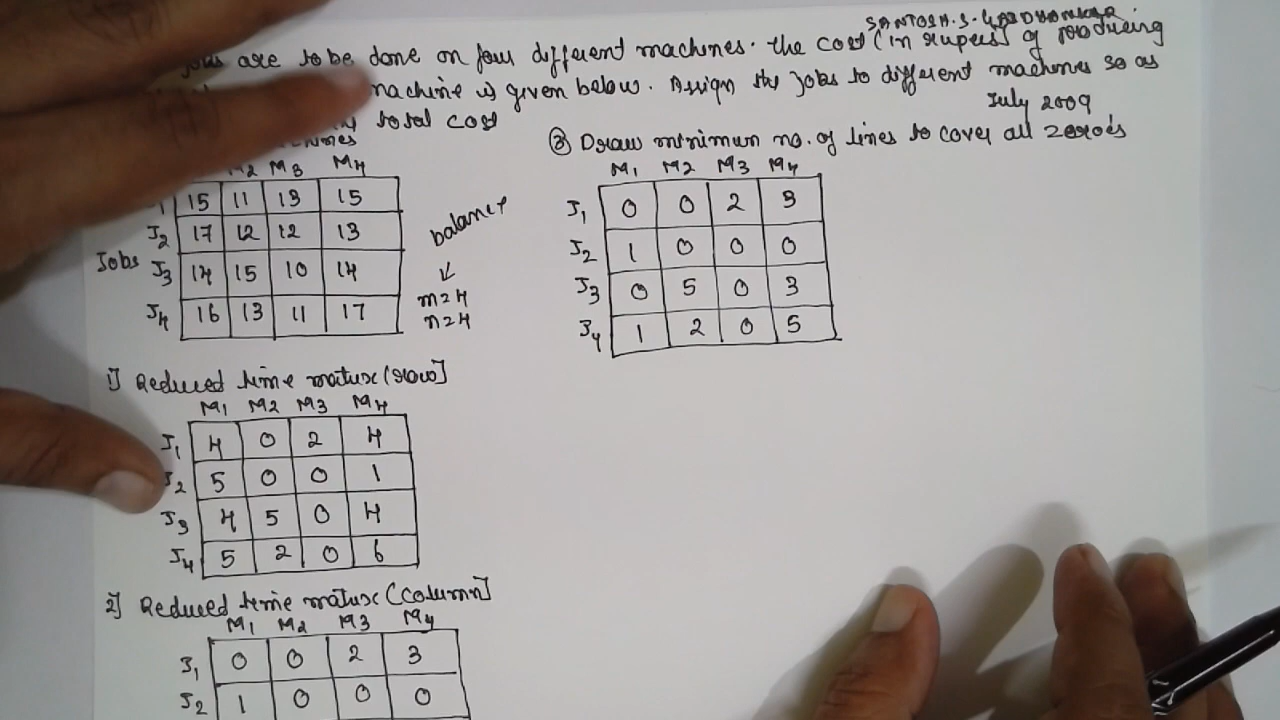 SANTOSH.S.
are to be done on four different machines. The cost (in rupees) of producing
machine is given below. Assign the jobs to different machines so as
total cost
July 2009
③ Draw minimum no. of lines to cover all zeroes
M2 M3 M4
15 11 13 15
J2 17 12 12 13
Jobs J3 14 15 10 14
J4 16 13 11 17
balance
↓
m=4
n=4
M1 M2 M3 M4
J1 0 0 2 3
J2 1 0 0 0
J3 0 5 0 3
J4 1 2 0 5
1] Reduced time matrix (row)
M1 M2 M3 M4
J1 4 0 2 4
J2 5 0 0 1
J3 4 5 0 4
J4 5 2 0 6
2] Reduced time matrix (column)
M1 M2 M3 M4
J1 0 0 2 3
J2 1 0 0 0